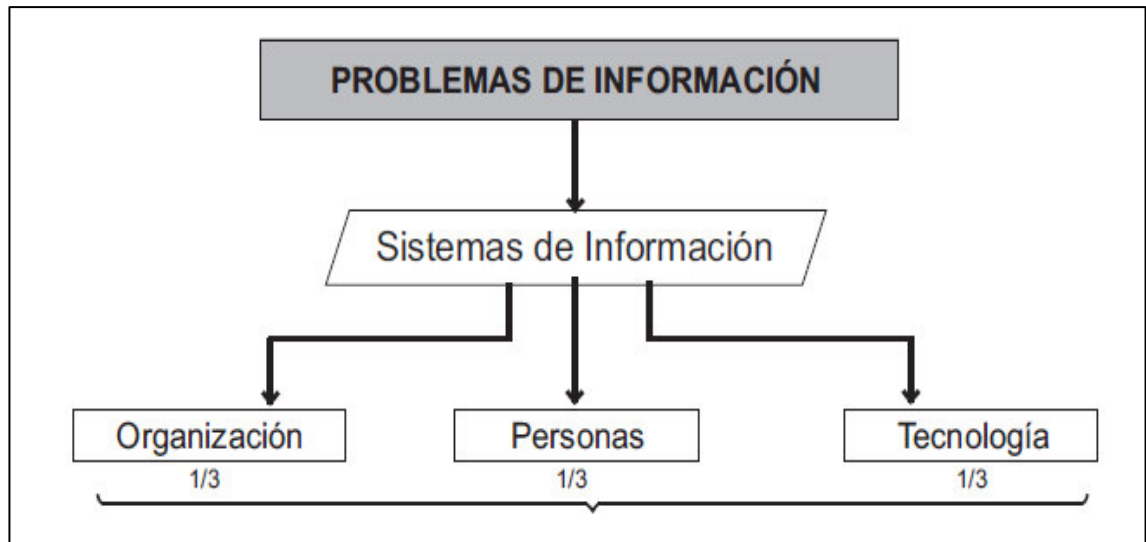 PROBLEMAS DE INFORMACIÓN
Sistemas de Información
Organización
Personas
Tecnología
1/3
1/3
1/3